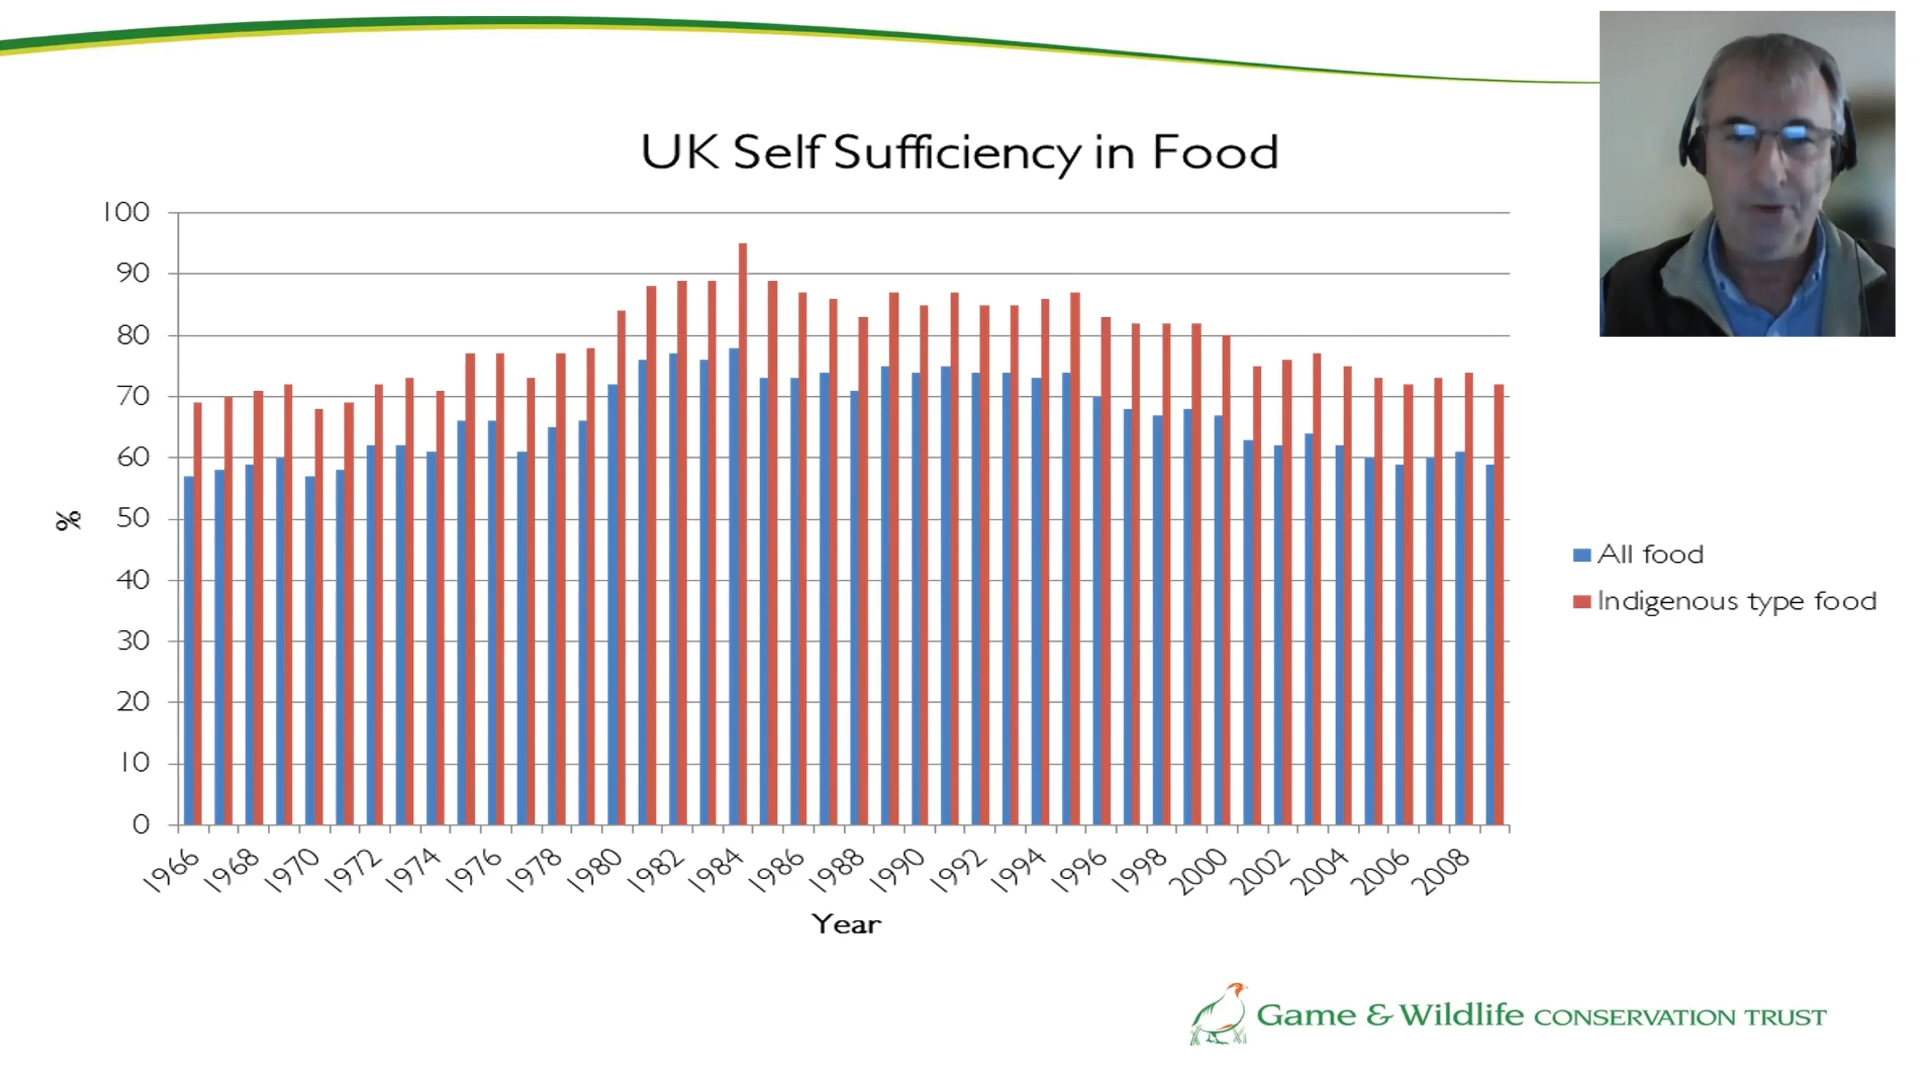 UK Self Sufficiency in Food
100
90
80
70
60
50
40
30
20
10
0
%
1966 1968 1970 1972 1974 1976 1978 1980 1982 1984 1986 1988 1990 1992 1994 1996 1998 2000 2002 2004 2006 2008
Year
All food
Indigenous type food
Game & Wildlife CONSERVATION TRUST